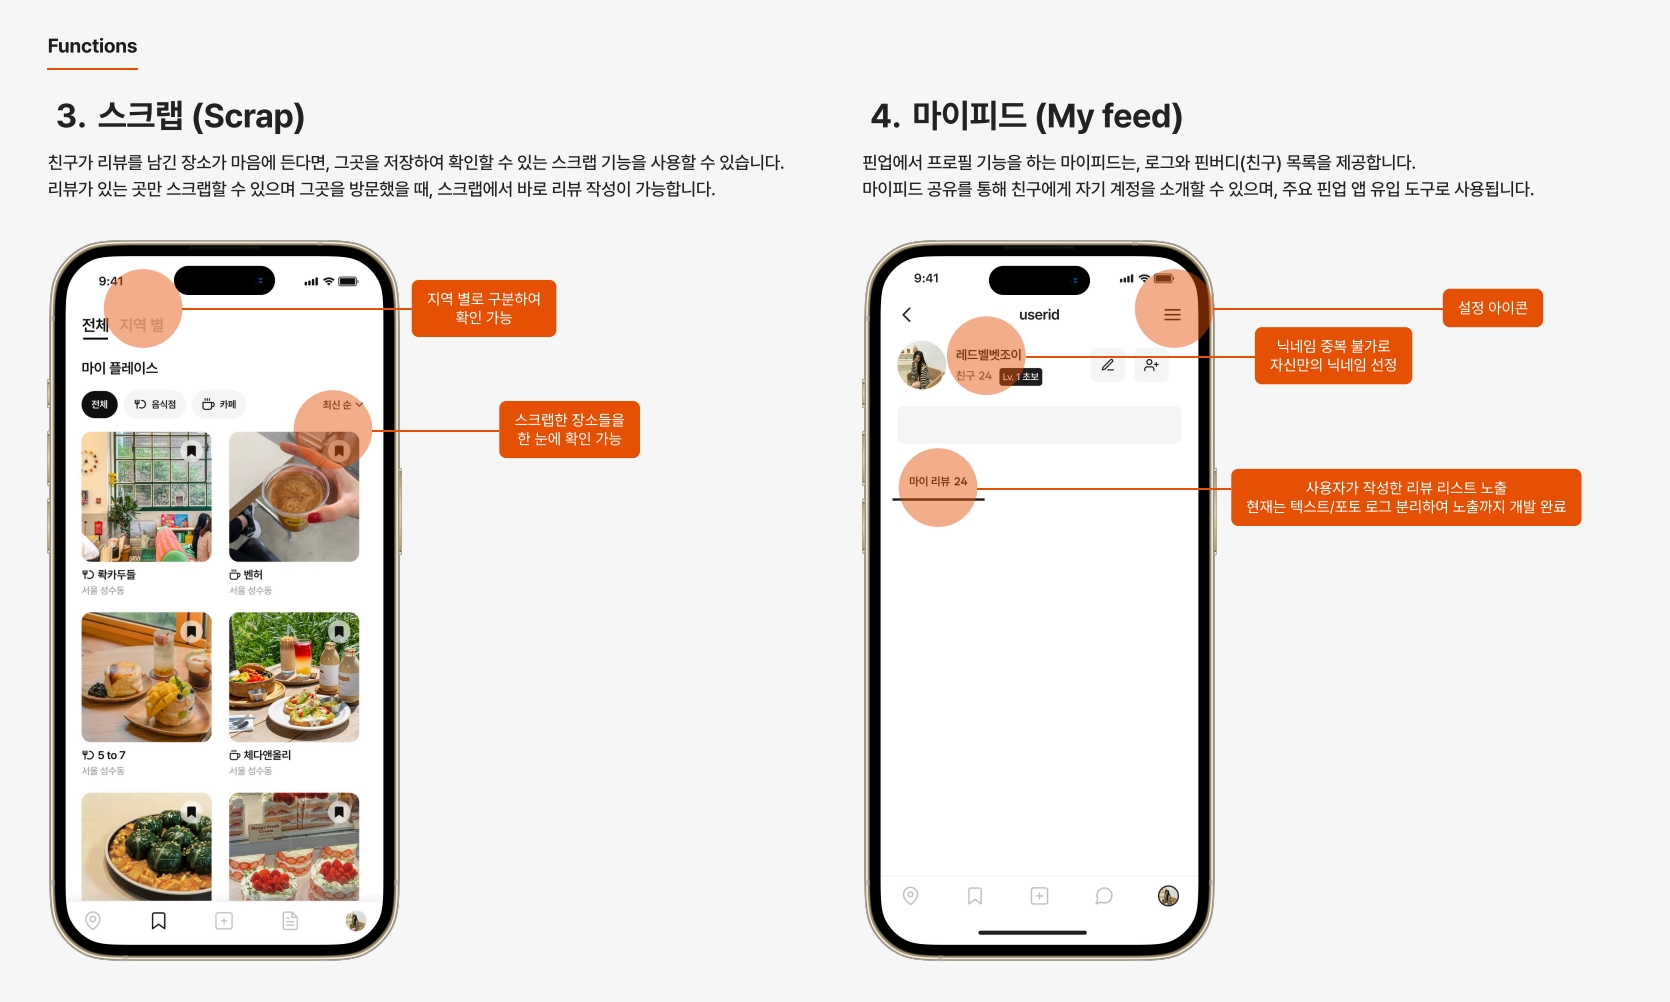 Functions
3. 스크랩 (Scrap)
친구가 리뷰를 남긴 장소가 마음에 든다면, 그곳을 저장하여 확인할 수 있는 스크랩 기능을 사용할 수 있습니다.
리뷰가 있는 곳만 스크랩할 수 있으며 그곳을 방문했을 때, 스크랩에서 바로 리뷰 작성이 가능합니다.
9:41
전체 지역 별
마이 플레이스
전체 음식점 카페 최신 순
확카두들
서울 성수동
벤허
서울 성수동
5 to 7
서울 성수동
체다앤올리
서울 성수동
지역 별로 구분하여
확인 가능
스크랩한 장소들을
한 눈에 확인 가능
4. 마이피드 (My feed)
핀업에서 프로필 기능을 하는 마이피드는, 로그와 핀버디(친구) 목록을 제공합니다.
마이피드 공유를 통해 친구에게 자기 계정을 소개할 수 있으며, 주요 핀업 앱 유입 도구로 사용됩니다.
9:41
userid
레드벨벳조이
친구 24 Lv. 1 초보
마이 리뷰 24
설정 아이콘
닉네임 중복 불가로
자신만의 닉네임 선정
사용자가 작성한 리뷰 리스트 노출
현재는 텍스트/포토 로그 분리하여 노출까지 개발 완료